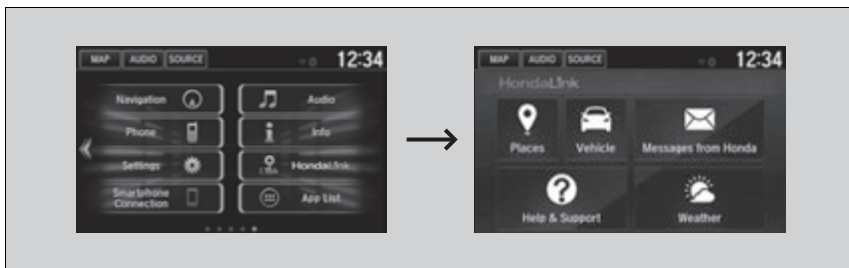 MAP AUDIO SOURCE 12:34
Navigation Audio
Phone Info
Settings HondaLink
Smartphone
Connection App List
MAP AUDIO SOURCE 12:34
HondaLink
Places Vehicle Messages from Honda
Help & Support Weather